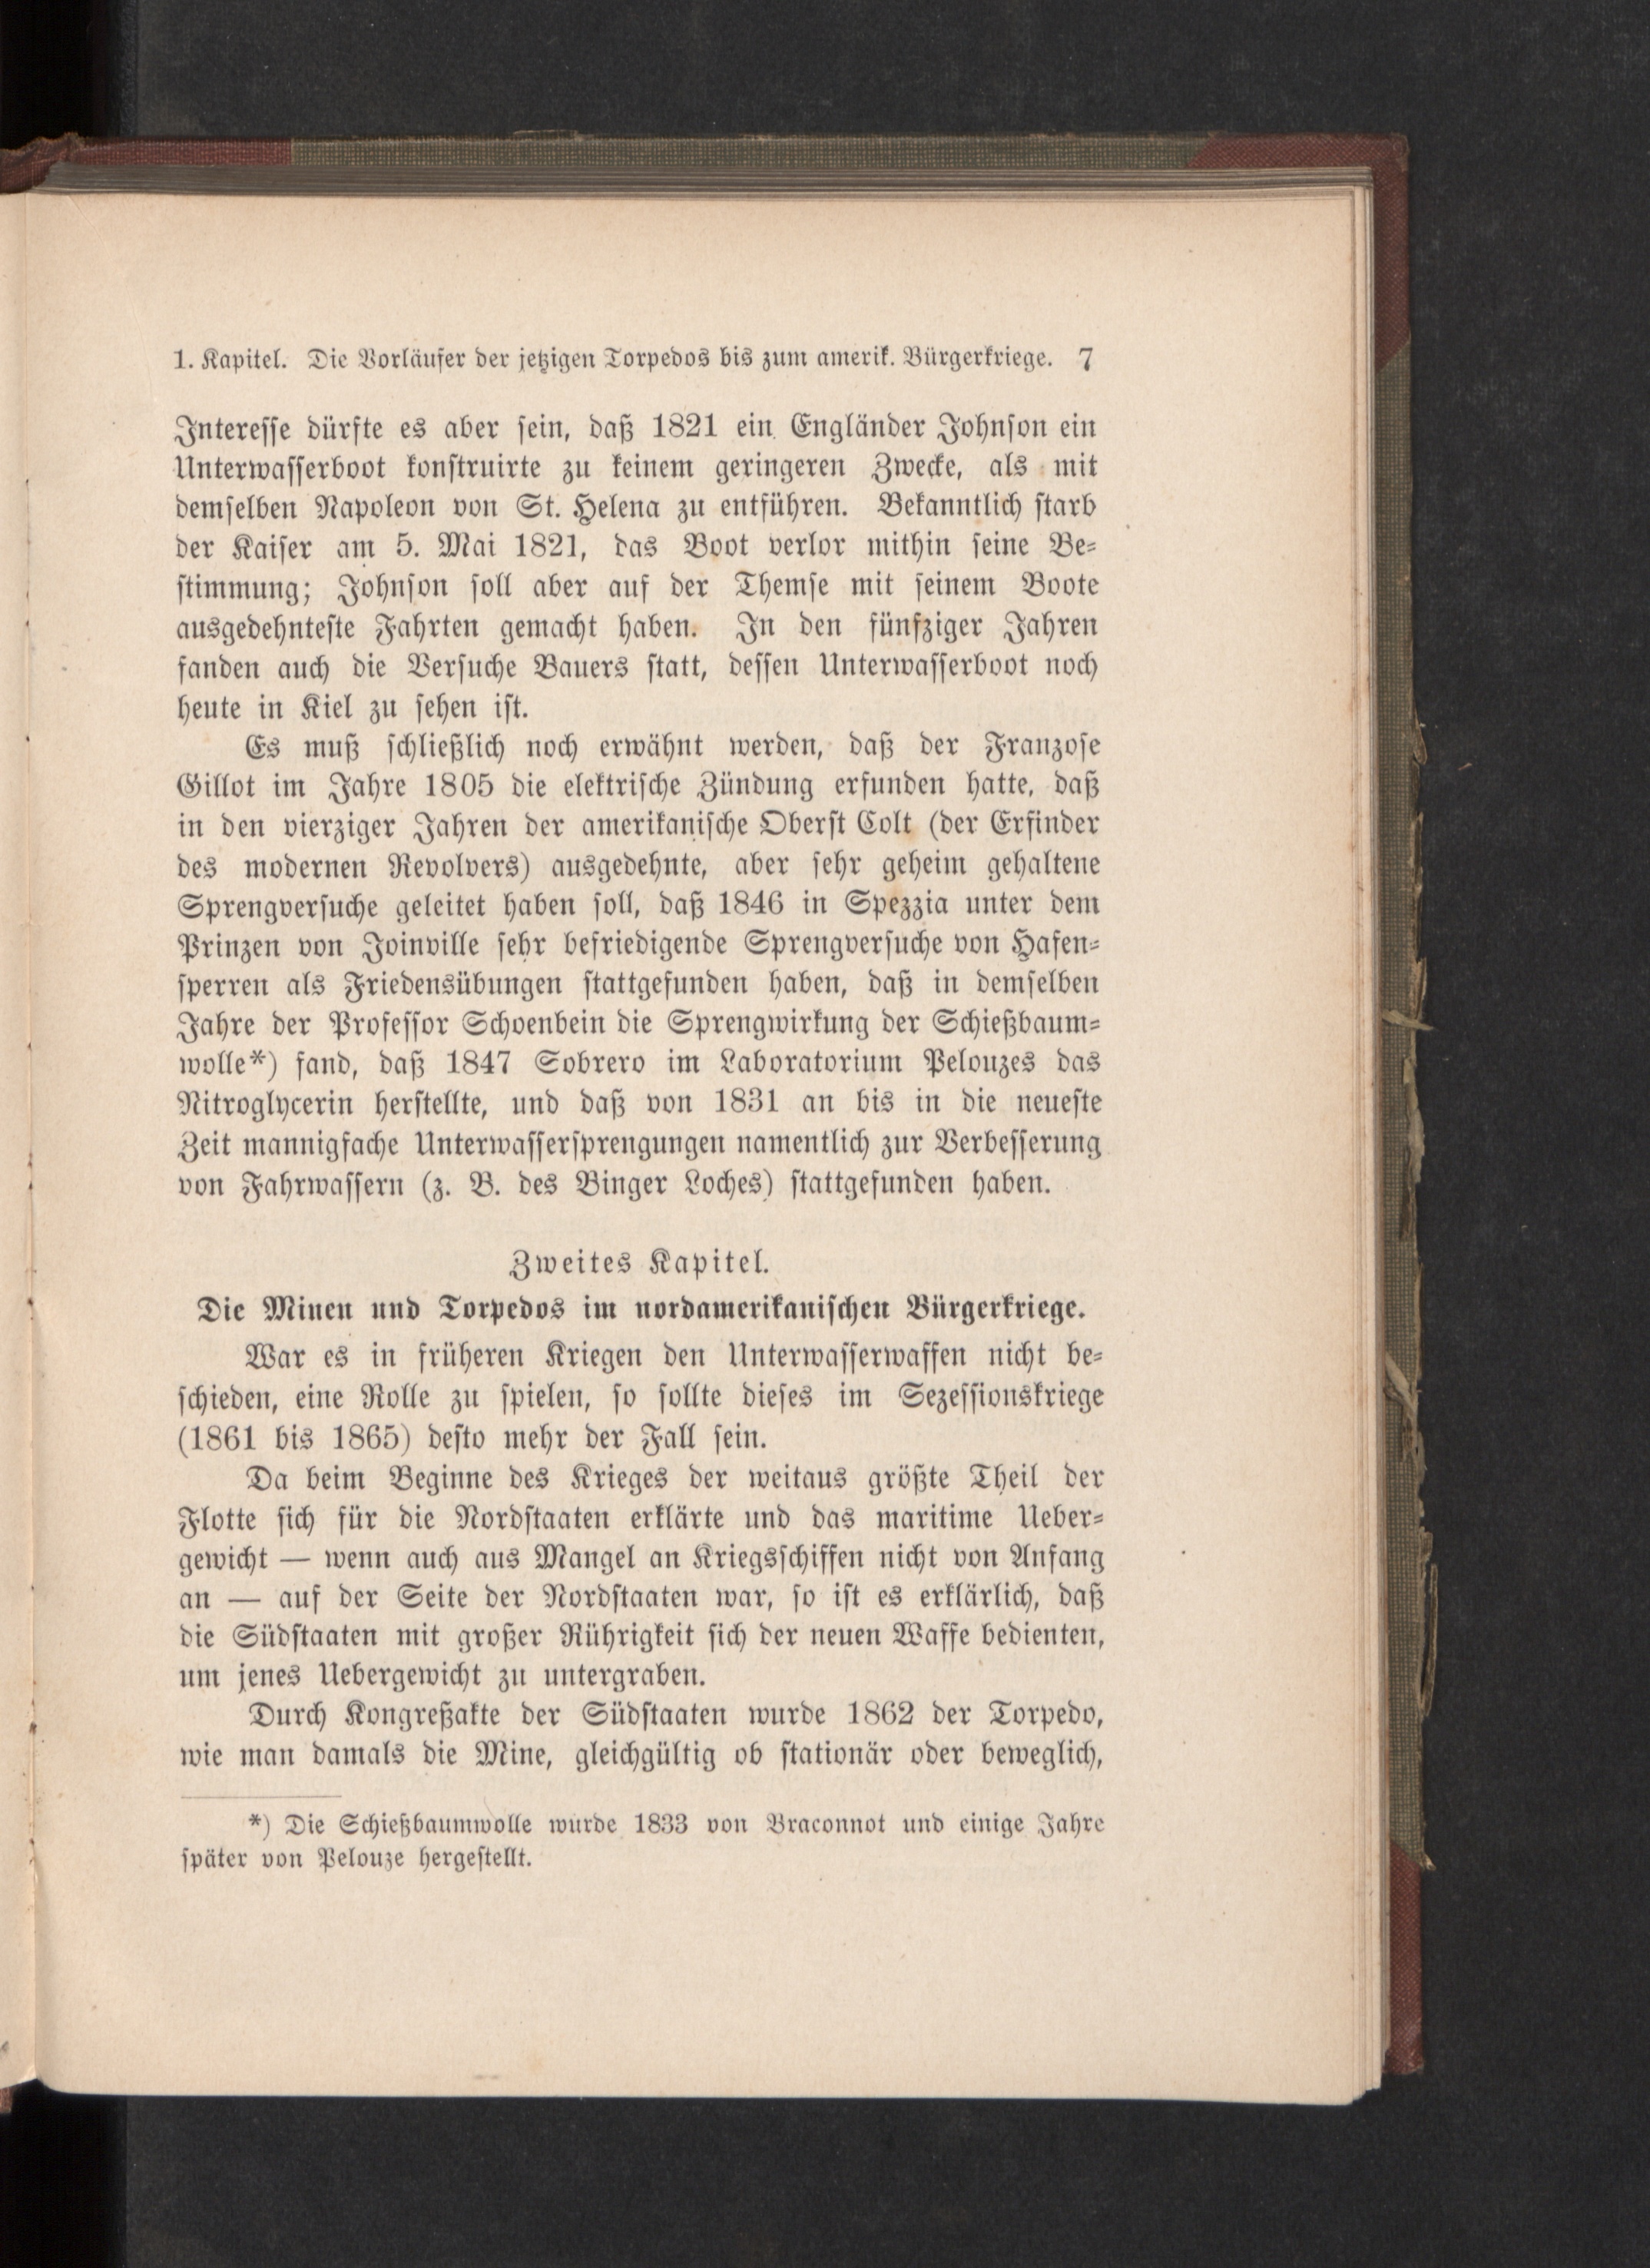 1. Kapitel. Die Vorläufer der jetzigen Torpedos bis zum amerik. Bürgerkriege. 7
Interesse dürfte es aber sein, daß 1821 ein Engländer Johnson ein
Unterwasserboot konstruirte zu keinem geringeren Zwecke, als mit
demselben Napoleon von St. Helena zu entführen. Bekanntlich starb
der Kaiser am 5. Mai 1821, das Boot verlor mithin seine Be-
stimmung; Johnson soll aber auf der Themse mit seinem Boote
ausgedehnteste Fahrten gemacht haben. In den fünfziger Jahren
fanden auch die Versuche Bauers statt, dessen Unterwasserboot noch
heute in Kiel zu sehen ist.
Es muß schließlich noch erwähnt werden, daß der Franzose
Gillot im Jahre 1805 die elektrische Zündung erfunden hatte, daß
in den vierziger Jahren der amerikanische Oberst Colt (der Erfinder
des modernen Revolvers) ausgedehnte, aber sehr geheim gehaltene
Sprengversuche geleitet haben soll, daß 1846 in Spezzia unter dem
Prinzen von Joinville sehr befriedigende Sprengversuche von Hafen-
sperren als Friedensübungen stattgefunden haben, daß in demselben
Jahre der Professor Schoenbein die Sprengwirkung der Schießbaum-
wolle*) fand, daß 1847 Sobrero im Laboratorium Pelouzes das
Nitroglycerin herstellte, und daß von 1831 an bis in die neueste
Zeit mannigfache Unterwassersprengungen namentlich zur Verbesserung
von Fahrwassern (z. B. des Binger Loches) stattgefunden haben.
Zweites Kapitel.
Die Minen und Torpedos im nordamerikanischen Bürgerkriege.
War es in früheren Kriegen den Unterwasserwaffen nicht be-
schieden, eine Rolle zu spielen, so sollte dieses im Sezessionskriege
(1861 bis 1865) desto mehr der Fall sein.
Da beim Beginne des Krieges der weitaus größte Theil der
Flotte sich für die Nordstaaten erklärte und das maritime Ueber-
gewicht — wenn auch aus Mangel an Kriegsschiffen nicht von Anfang
an — auf der Seite der Nordstaaten war, so ist es erklärlich, daß
die Südstaaten mit großer Rührigkeit sich der neuen Waffe bedienten,
um jenes Uebergewicht zu untergraben.
Durch Kongreßakte der Südstaaten wurde 1862 der Torpedo,
wie man damals die Mine, gleichgültig ob stationär oder beweglich,
*) Die Schießbaumwolle wurde 1833 von Braconnot und einige Jahre
später von Pelouze hergestellt.